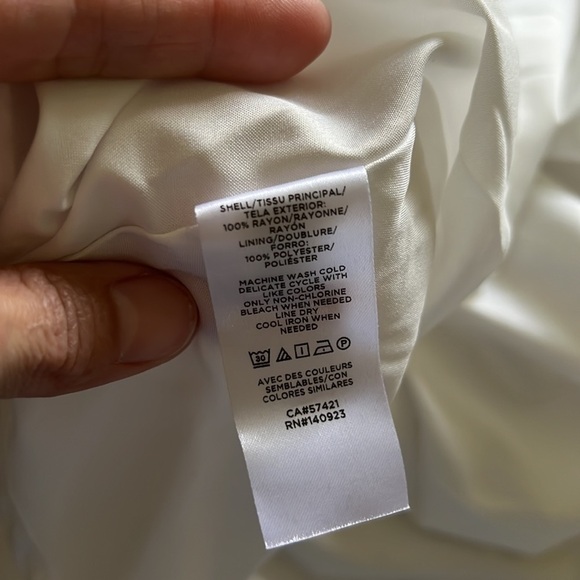 SHELL/TISSU PRINCIPAL/
TELA EXTERIOR:
100% RAYON/RAYONNE/
RAYÓN
LINING/DOUBLURE/
FORRO:
100% POLYESTER/
POLIÉSTER
MACHINE WASH COLD
DELICATE CYCLE WITH
LIKE COLORS
ONLY NON-CHLORINE
BLEACH WHEN NEEDED
LINE DRY
COOL IRON WHEN
NEEDED
30 P
AVEC DES COULEURS
SEMBLABLES/CON
COLORES SIMILARES
CA#57421
RN#140923